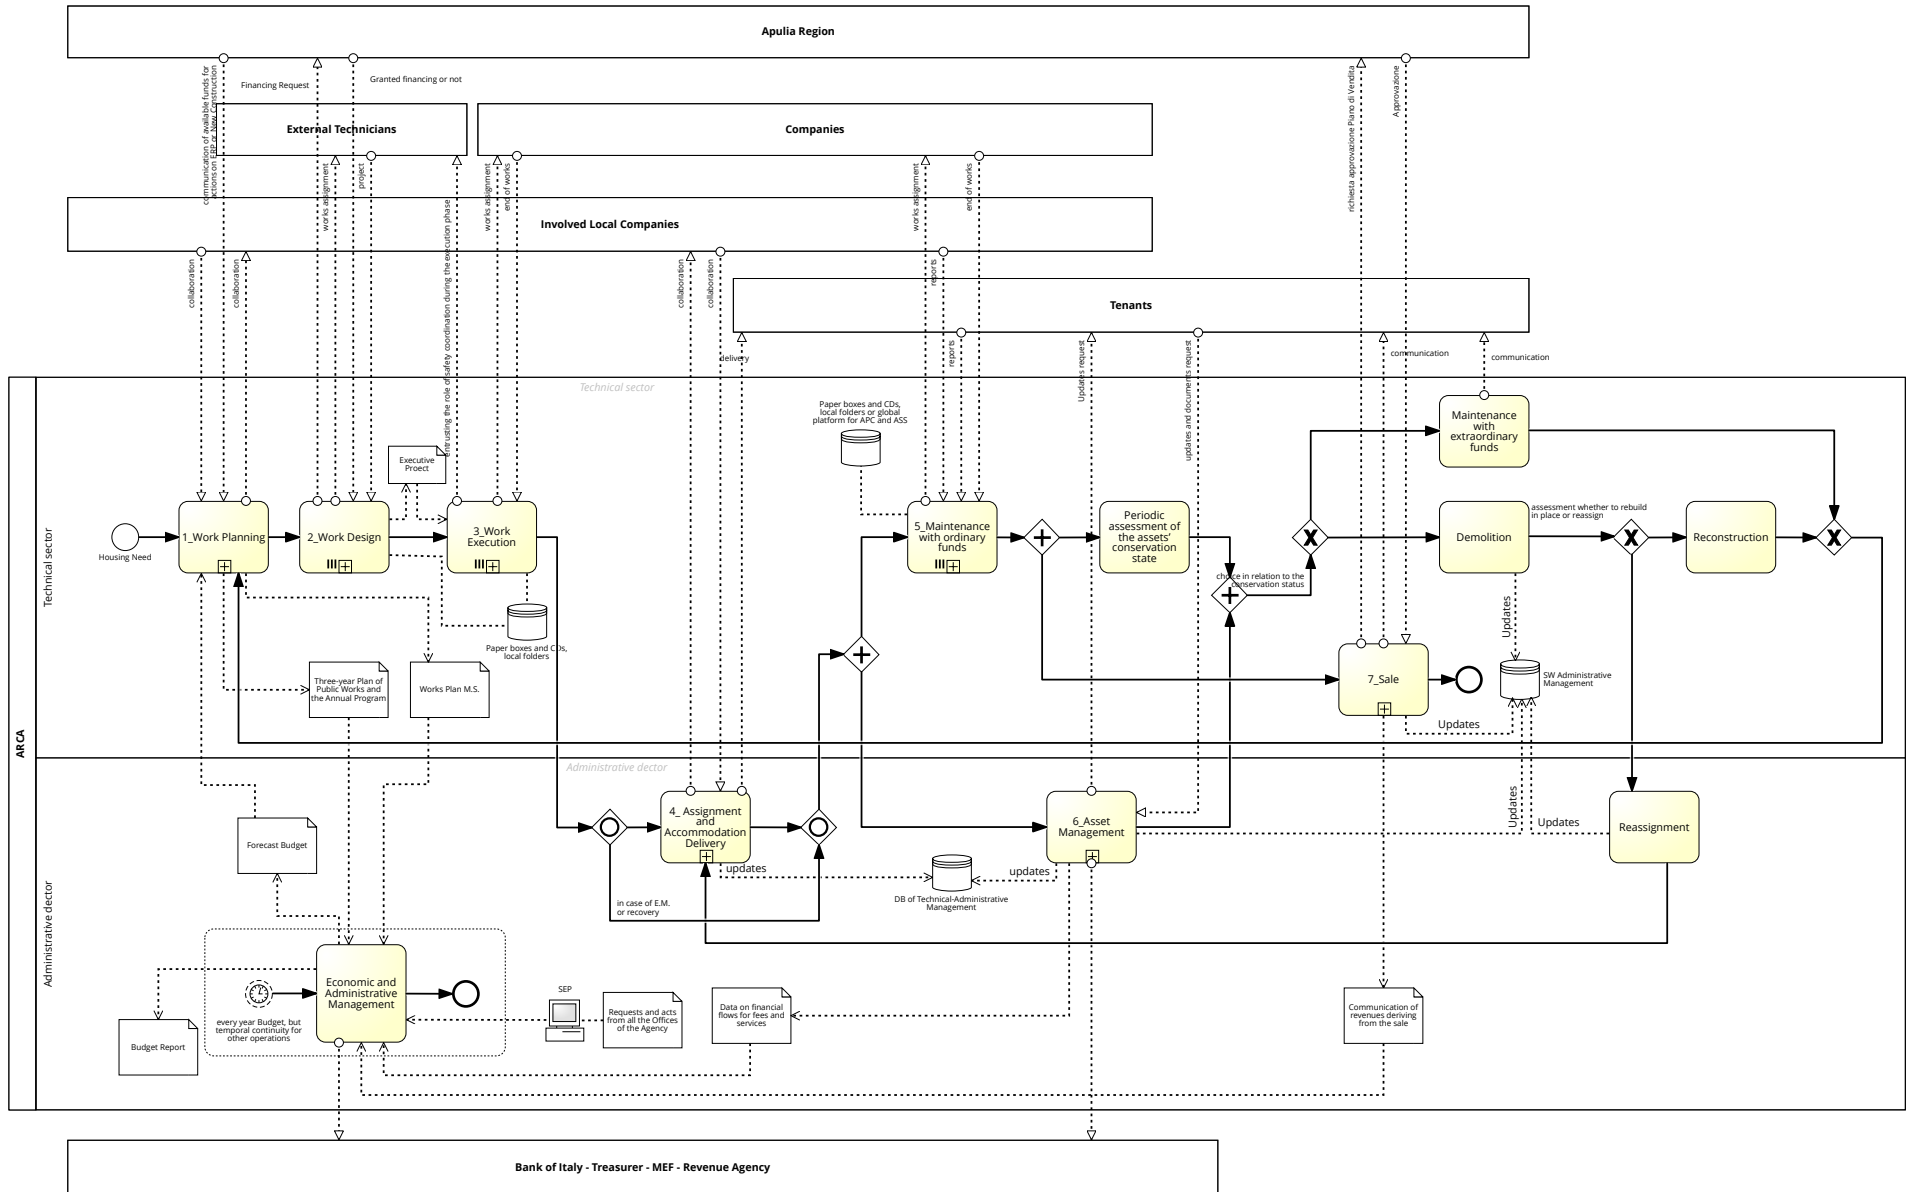 Apulia Region
communication of available funds for
actions on ERP or New Construction
Financing Request
Granted financing or not
richiesta approvazione Piano di Vendita
Approvazione
External Technicians
Companies
works assignment
project
entrusting the role of safety coordination during the execution phase
works assignment
end of works
works assignment
end of works
Involved Local Companies
collaboration
collaboration
collaboration
collaboration
reports
Tenants
delivery
reports
Updates request
updates and documents request
communication
communication
ARCA
Technical sector
Technical sector
Housing Need
1_Work Planning
2_Work Design
Executive
Proect
3_Work
Execution
Paper boxes and CDs,
local folders
Three-year Plan of
Public Works and
the Annual Program
Works Plan M.S.
Paper boxes and CDs,
local folders or global
platform for APC and ASS
5_Maintenance
with ordinary
funds
Periodic
assessment of
the assets'
conservation
state
choice in relation to the
conservation status
Maintenance
with
extraordinary
funds
Demolition
assessment whether to rebuild
in place or reassign
Reconstruction
Updates
7_Sale
SW Administrative
Management
Updates
Administrative dector
Administrative dector
Forecast Budget
4_ Assignment
and
Accommodation
Delivery
updates
in case of E.M.
or recovery
DB of Technical-Administrative
Management
updates
6_Asset
Management
Updates
Updates
Reassignment
Budget Report
every year Budget, but
temporal continuity for
other operations
Economic and
Administrative
Management
SEP
Requests and acts
from all the Offices
of the Agency
Data on financial
flows for fees and
services
Communication of
revenues deriving
from the sale
Bank of Italy - Treasurer - MEF - Revenue Agency